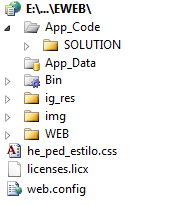 E:\...\EWEB\
App_Code
SOLUTION
App_Data
Bin
ig_res
img
WEB
he_ped_estilo.css
licenses.licx
web.config